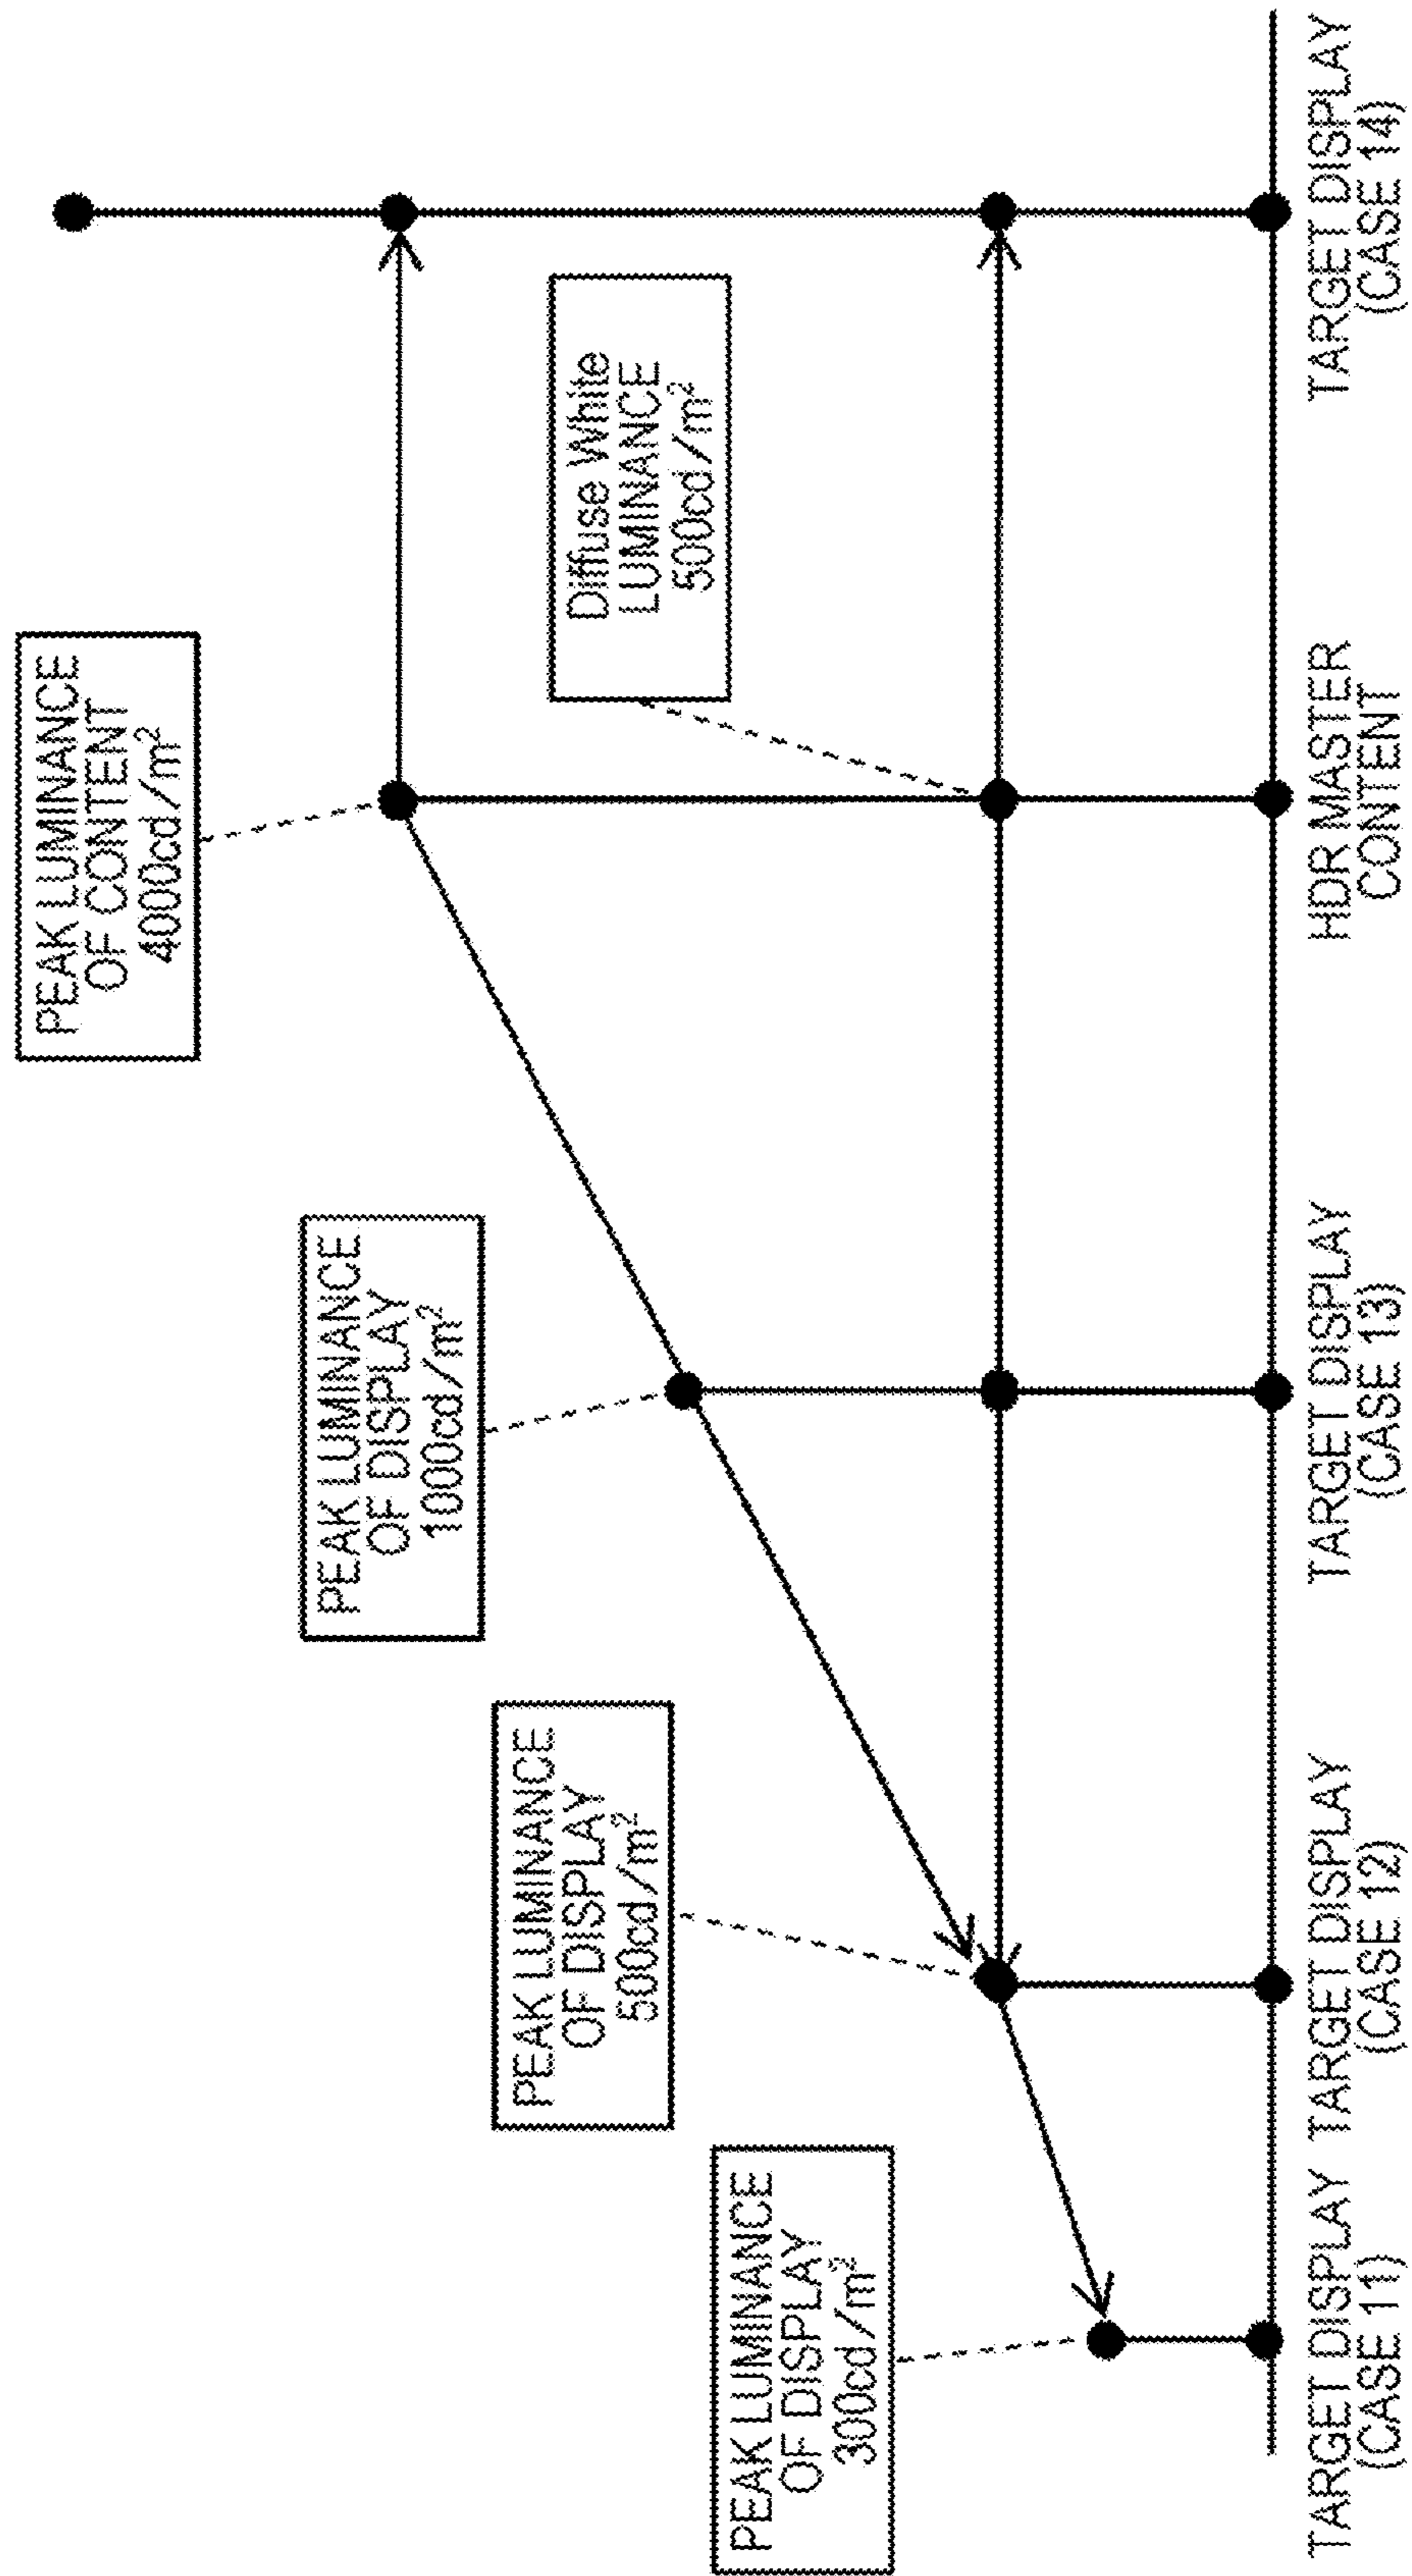 PEAK LUMINANCE
OF DISPLAY
300cd/m²
PEAK LUMINANCE
OF DISPLAY
500cd/m²
PEAK LUMINANCE
OF DISPLAY
1000cd/m²
PEAK LUMINANCE
OF CONTENT
4000cd/m²
Diffuse White
LUMINANCE
500cd/m²
TARGET DISPLAY
(CASE 11)
TARGET DISPLAY
(CASE 12)
TARGET DISPLAY
(CASE 13)
HDR MASTER
CONTENT
TARGET DISPLAY
(CASE 14)